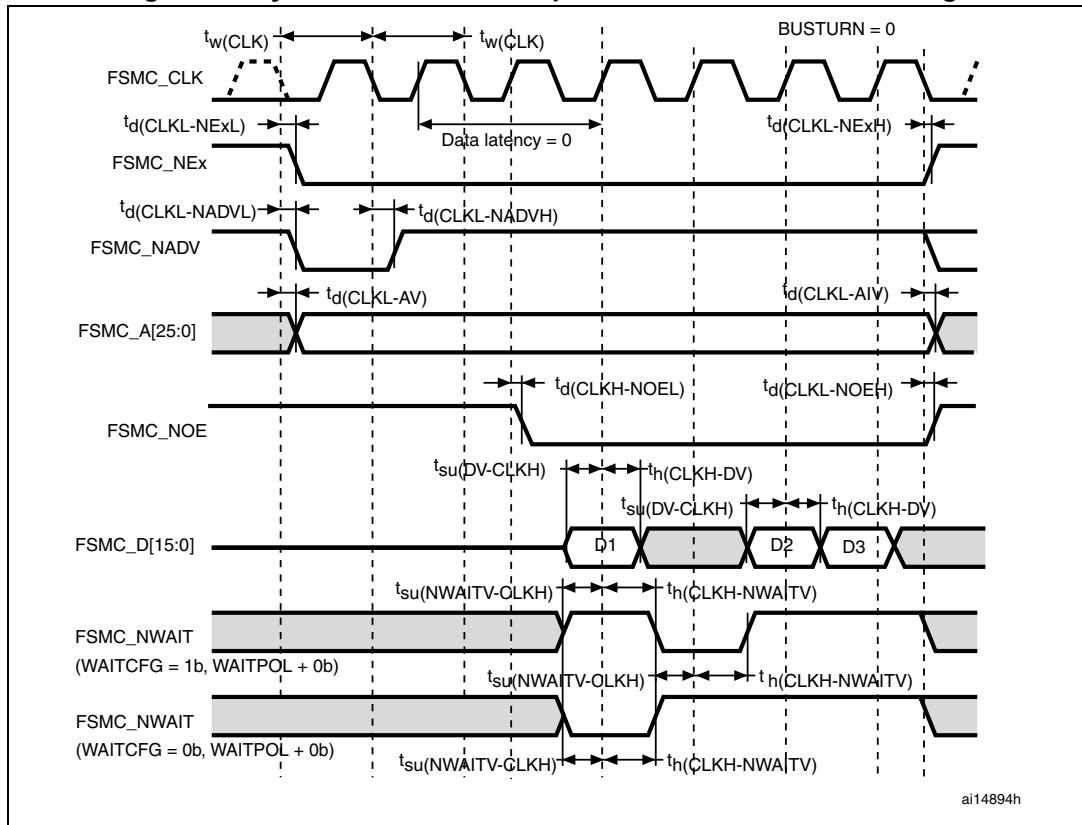 BUSTURN = 0
tw(CLK) tw(CLK)
FSMC_CLK
td(CLKL-NExL) Data latency = 0 td(CLKL-NExH)
FSMC_NEx
td(CLKL-NADVL) td(CLKL-NADVH)
FSMC_NADV
td(CLKL-AV) td(CLKL-AIV)
FSMC_A[25:0]
td(CLKH-NOEL) td(CLKL-NOEH)
FSMC_NOE
tsu(DV-CLKH) th(CLKH-DV)
tsu(DV-CLKH) th(CLKH-DV)
FSMC_D[15:0] D1 D2 D3
tsu(NWAITV-CLKH) th(CLKH-NWAITV)
FSMC_NWAIT
(WAITCFG = 1b, WAITPOL + 0b)
tsu(NWAITV-CLKH) th(CLKH-NWAITV)
FSMC_NWAIT
(WAITCFG = 0b, WAITPOL + 0b)
tsu(NWAITV-CLKH) th(CLKH-NWAITV)
ai14894h